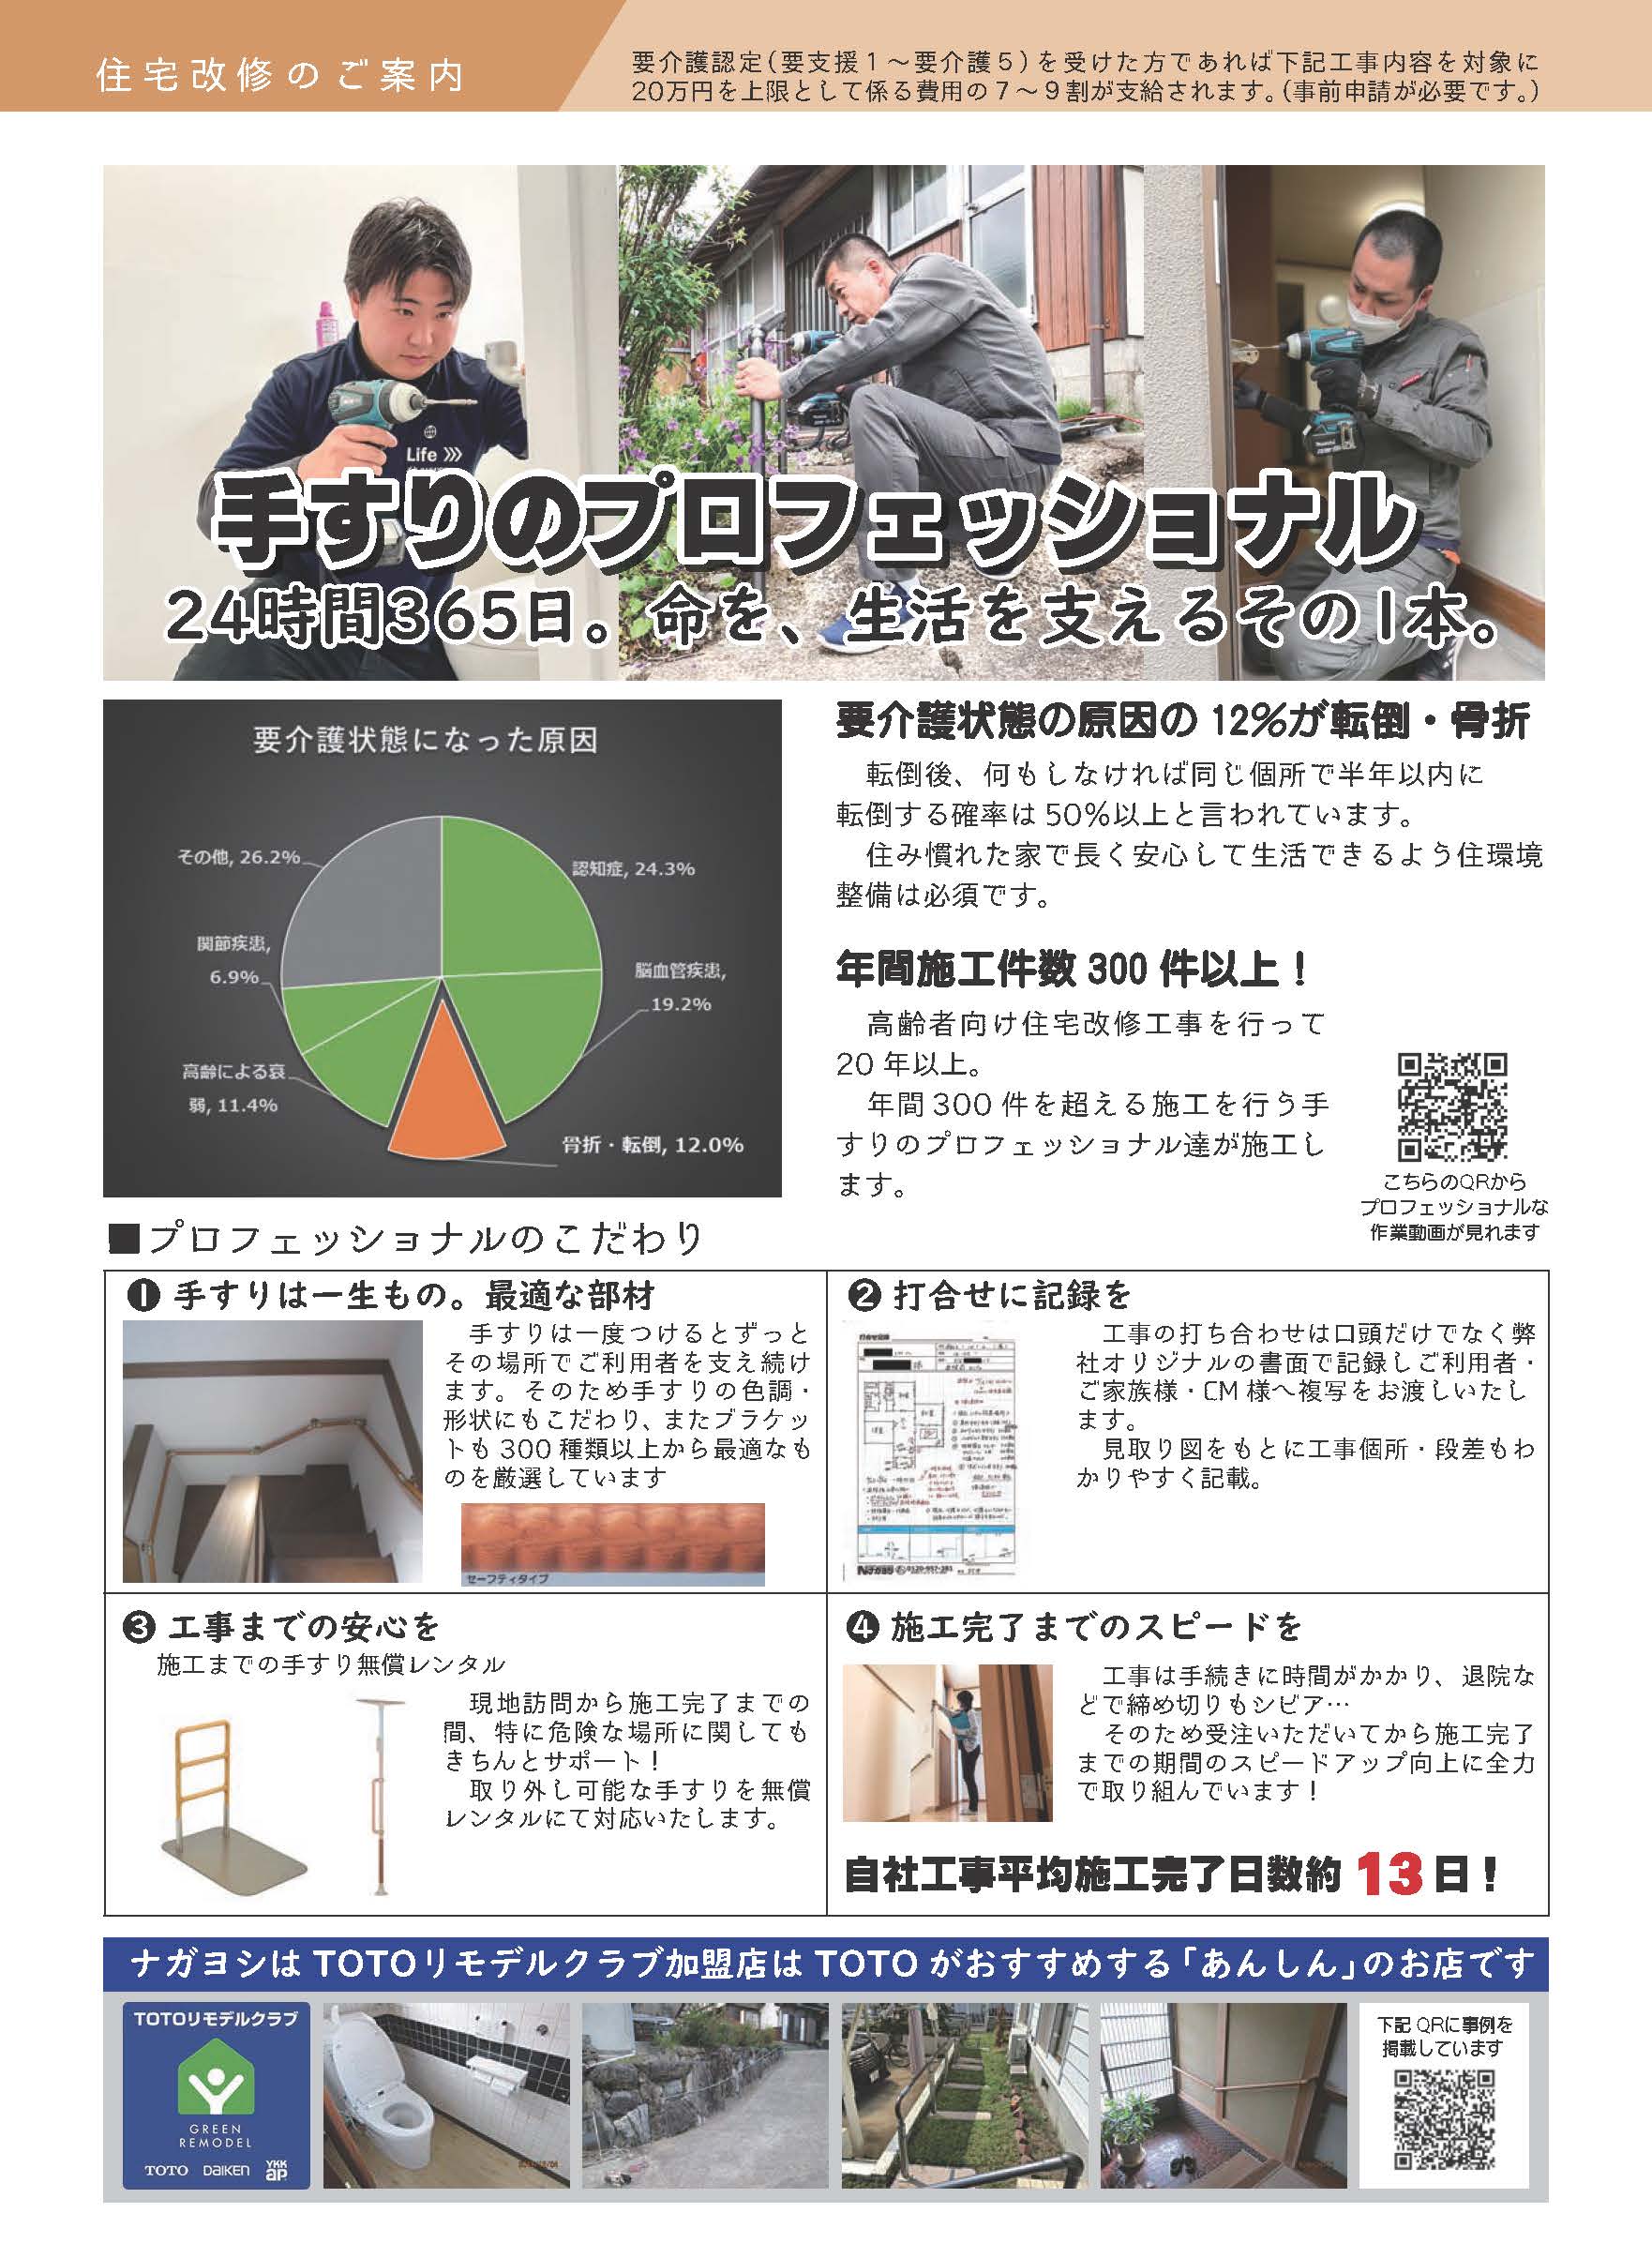 住宅改修のご案内
要介護認定(要支援1～要介護5)を受けた方であれば下記工事内容を対象に
20万円を上限として係る費用の7～9割が支給されます。(事前申請が必要です。)
Life
手すりのプロフェッショナル
24時間365日。命を、生活を支えるその1本。
要介護状態になった原因
その他, 26.2%
認知症, 24.3%
関節疾患,
6.9%
脳血管疾患,
19.2%
高齢による衰
弱, 11.4%
骨折・転倒, 12.0%
要介護状態の原因の 12%が転倒・骨折
転倒後、何もしなければ同じ個所で半年以内に
転倒する確率は 50%以上と言われています。
住み慣れた家で長く安心して生活できるよう住環境
整備は必須です。
年間施工件数 300 件以上！
高齢者向け住宅改修工事を行って
20 年以上。
年間 300 件を超える施工を行う手
すりのプロフェッショナル達が施工し
ます。
こちらのQRから
プロフェッショナルな
作業動画が見れます
■プロフェッショナルのこだわり
❶ 手すりは一生もの。最適な部材
手すりは一度つけるとずっと
その場所でご利用者を支え続け
ます。そのため手すりの色調・
形状にもこだわり、またブラケッ
トも 300 種類以上から最適なも
のを厳選しています
セーフティタイプ
❷ 打合せに記録を
工事の打ち合わせは口頭だけでなく弊
社オリジナルの書面で記録しご利用者・
ご家族様・CM 様へ複写をお渡しいたし
ます。
見取り図をもとに工事個所・段差もわ
かりやすく記載。
❸ 工事までの安心を
施工までの手すり無償レンタル
現地訪問から施工完了までの
間、特に危険な場所に関しても
きちんとサポート！
取り外し可能な手すりを無償
レンタルにて対応いたします。
❹ 施工完了までのスピードを
工事は手続きに時間がかかり、退院な
どで締め切りもシビア…
そのため受注いただいてから施工完了
までの期間のスピードアップ向上に全力
で取り組んでいます！
自社工事平均施工完了日数約 13 日！
ナガヨシは TOTOリモデルクラブ加盟店は TOTO がおすすめする「あんしん」のお店です
TOTOリモデルクラブ
GREEN
REMODEL
TOTO DAIKEN YKK ap
下記 QRに事例を
掲載しています